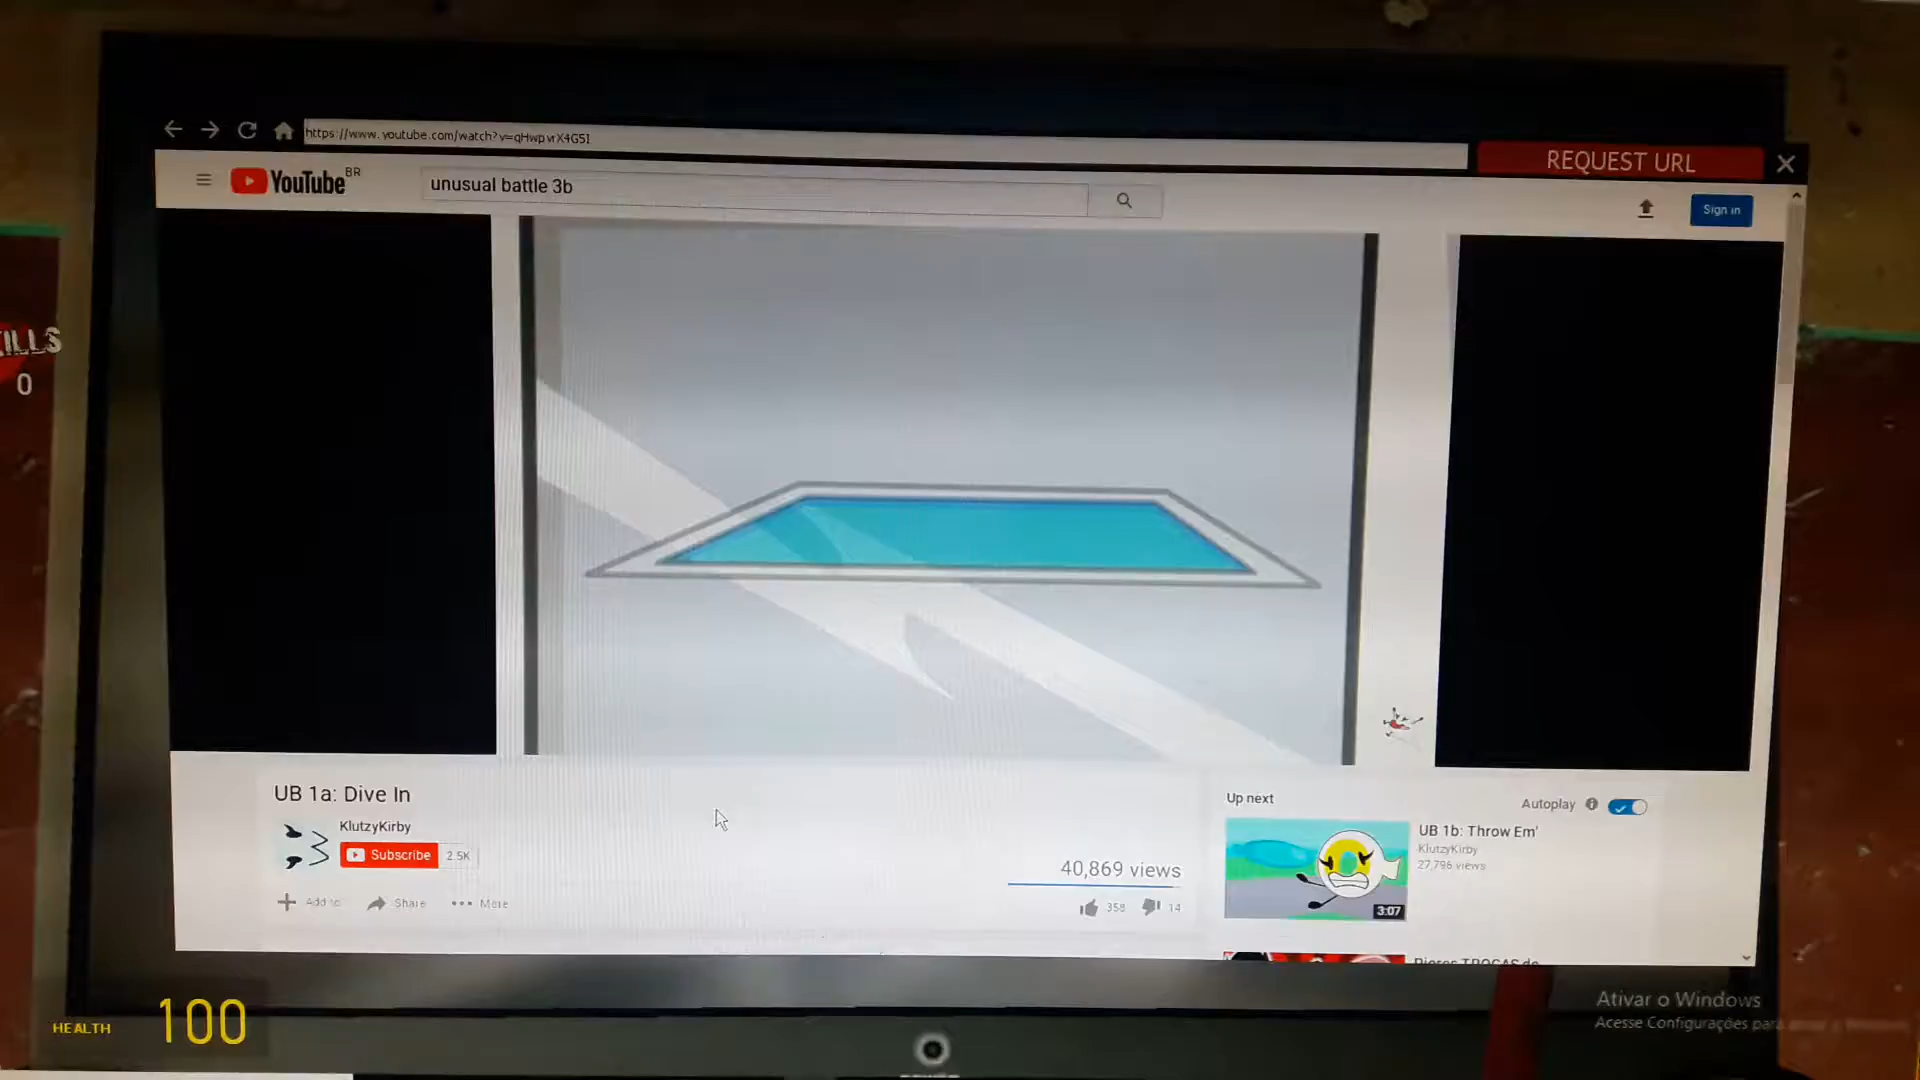 https://www.youtube.com/watch?v=qHwpvrX4G5I
REQUEST URL
YouTube BR
unusual battle 3b
Sign in
KILLS
0
UB 1a: Dive In
KlutzyKirby
Subscribe 2.5K
40,869 views
Add to Share More
358 14
Up next
Autoplay
UB 1b: Throw Em'
KlutzyKirby
27,796 views
3:07
HEALTH 100
Ativar o Windows
Acesse Configurações para